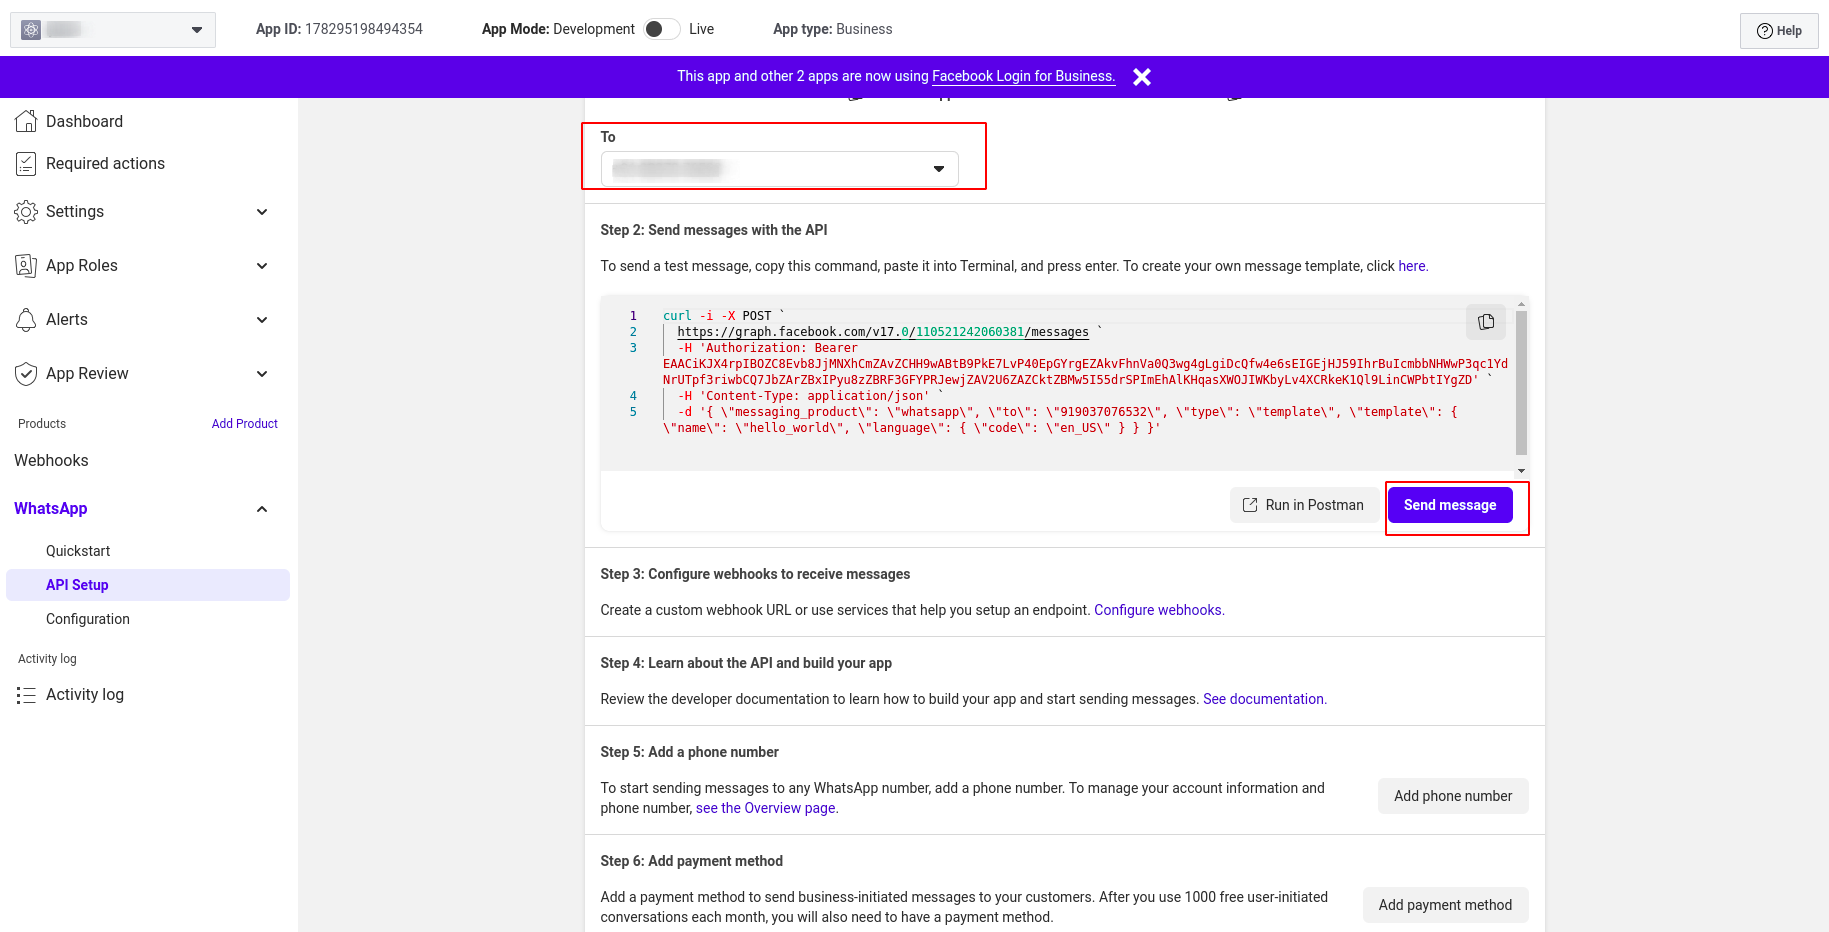 App ID: 178295198494354
App Mode: Development
Live
App type: Business
Help
This app and other 2 apps are now using Facebook Login for Business.
Dashboard
Required actions
Settings
App Roles
Alerts
App Review
Products
Add Product
Webhooks
WhatsApp
Quickstart
API Setup
Configuration
Activity log
Activity log
To
Step 2: Send messages with the API
To send a test message, copy this command, paste it into Terminal, and press enter. To create your own message template, click here.
1 curl -i -X POST `
2 https://graph.facebook.com/v17.0/110521242060381/messages `
3 -H 'Authorization: Bearer
EAACiKJX4rpIBOZC8Evb8JjMNXhCmZAvZCHH9wABtB9PkE7LvP40EpGYrgEZAkvFhnVa0Q3wg4gLgiDcQfw4e6sEIGEjHJ59IhrBuIcmbbNHWwP3qc1Yd
NrUTpf3riwbCQ7JbZArZBxIPyu8zZBRF3GFYPRJewjZAV2U6ZAZCktZBMw5I55drSPImEhAlKHqasXWOJIWKbyLv4XCRkeK1Ql9LinCWPbtIYgZD' `
4 -H 'Content-Type: application/json' `
5 -d '{ \"messaging_product\": \"whatsapp\", \"to\": \"919037076532\", \"type\": \"template\", \"template\": {
\"name\": \"hello_world\", \"language\": { \"code\": \"en_US\" } } }'
Run in Postman
Send message
Step 3: Configure webhooks to receive messages
Create a custom webhook URL or use services that help you setup an endpoint. Configure webhooks.
Step 4: Learn about the API and build your app
Review the developer documentation to learn how to build your app and start sending messages. See documentation.
Step 5: Add a phone number
To start sending messages to any WhatsApp number, add a phone number. To manage your account information and
phone number, see the Overview page.
Add phone number
Step 6: Add payment method
Add a payment method to send business-initiated messages to your customers. After you use 1000 free user-initiated
conversations each month, you will also need to have a payment method.
Add payment method